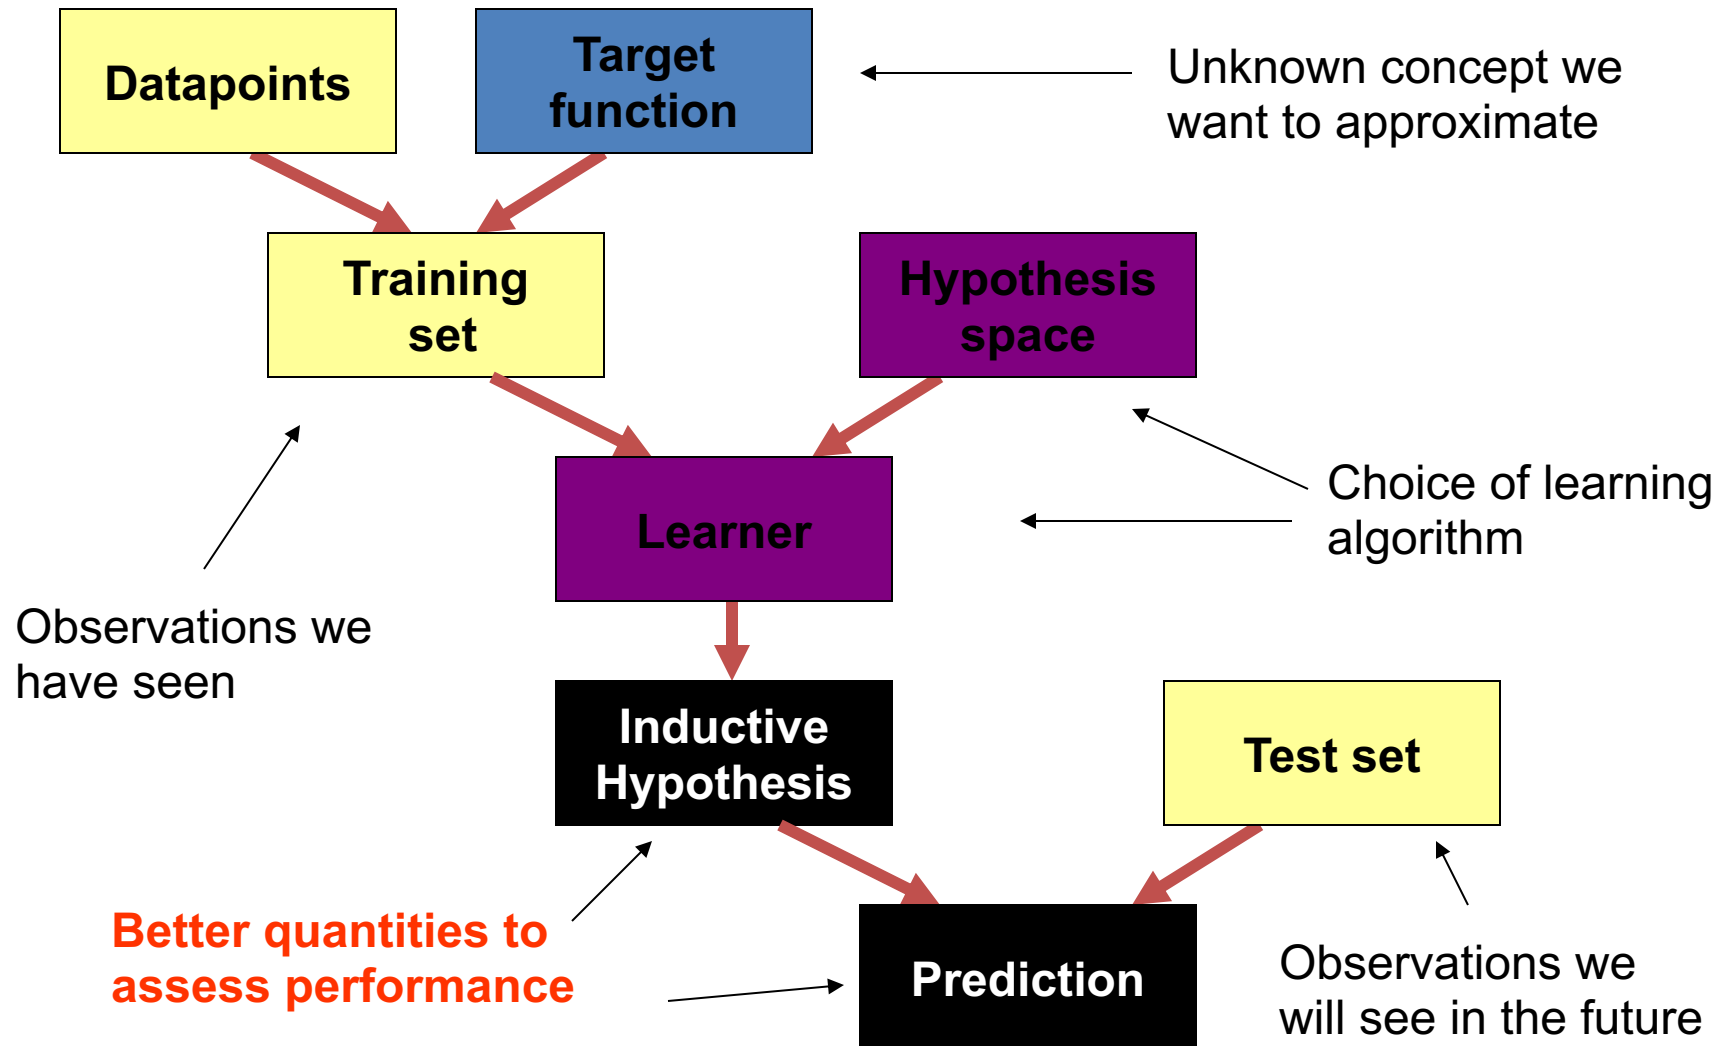 Datapoints
Target
function
Unknown concept we
want to approximate
Training
set
Hypothesis
space
Learner
Choice of learning
algorithm
Observations we
have seen
Inductive
Hypothesis
Test set
Better quantities to
assess performance
Prediction
Observations we
will see in the future